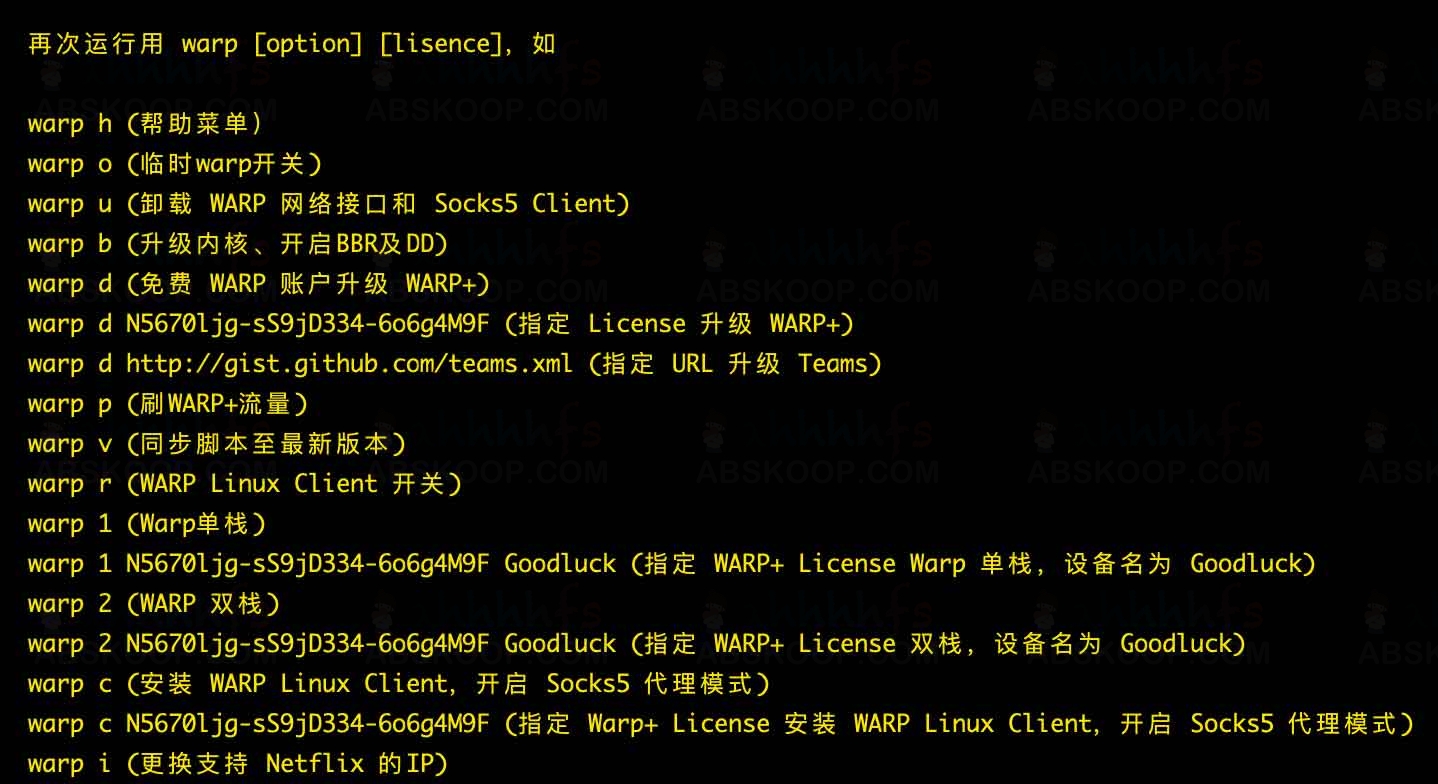 再次运行用 warp [option] [lisence]，如
warp h (帮助菜单）
warp o (临时warp开关)
warp u (卸载 WARP 网络接口和 Socks5 Client)
warp b (升级内核、开启BBR及DD)
warp d (免费 WARP 账户升级 WARP+)
warp d N5670ljg-sS9jD334-6o6g4M9F (指定 License 升级 WARP+)
warp d http://gist.github.com/teams.xml (指定 URL 升级 Teams)
warp p (刷WARP+流量)
warp v (同步脚本至最新版本)
warp r (WARP Linux Client 开关)
warp 1 (Warp单栈)
warp 1 N5670ljg-sS9jD334-6o6g4M9F Goodluck (指定 WARP+ License Warp 单栈，设备名为 Goodluck)
warp 2 (WARP 双栈)
warp 2 N5670ljg-sS9jD334-6o6g4M9F Goodluck (指定 WARP+ License 双栈，设备名为 Goodluck)
warp c (安装 WARP Linux Client，开启 Socks5 代理模式)
warp c N5670ljg-sS9jD334-6o6g4M9F (指定 Warp+ License 安装 WARP Linux Client，开启 Socks5 代理模式)
warp i (更换支持 Netflix 的IP)
ABSKOOP.COM